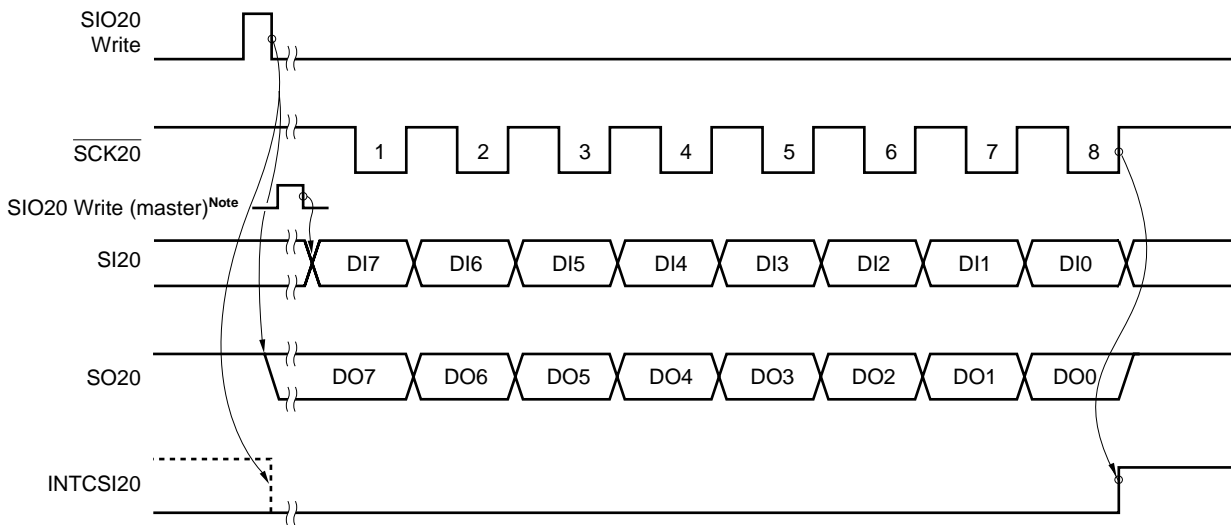 SIO20
Write
SCK20
1 2 3 4 5 6 7 8
SIO20 Write (master)Note
SI20
DI7 DI6 DI5 DI4 DI3 DI2 DI1 DI0
SO20
DO7 DO6 DO5 DO4 DO3 DO2 DO1 DO0
INTCSI20